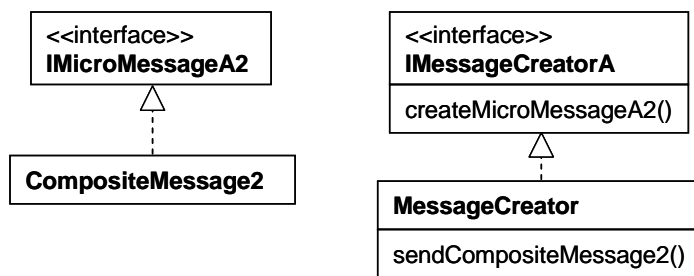 <<interface>>
IMicroMessageA2
CompositeMessage2
<<interface>>
IMessageCreatorA
createMicroMessageA2()
MessageCreator
sendCompositeMessage2()